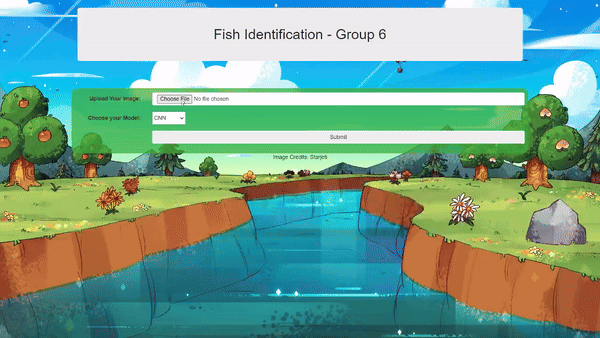 Fish Identification - Group 6
Upload Your Image: Choose File No file chosen
Choose your Model: CNN
Submit
Image Credits: Starjeti